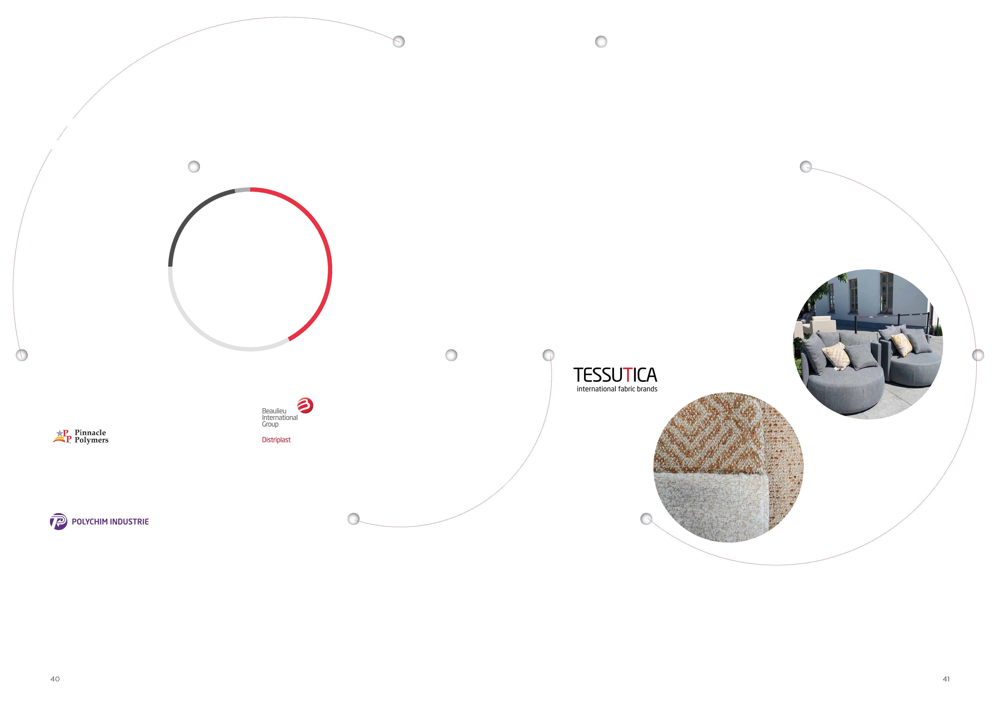 TESSUTICA
international fabric brands
Beaulieu
International
Group
Distriplast
Pinnacle
Polymers
POLYCHIM INDUSTRIE
40
41